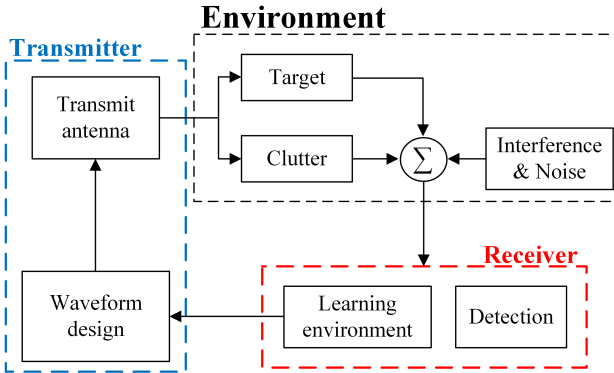 Environment
Transmitter
Transmit
antenna
Target
Clutter
∑
Interference
& Noise
Receiver
Waveform
design
Learning
environment
Detection